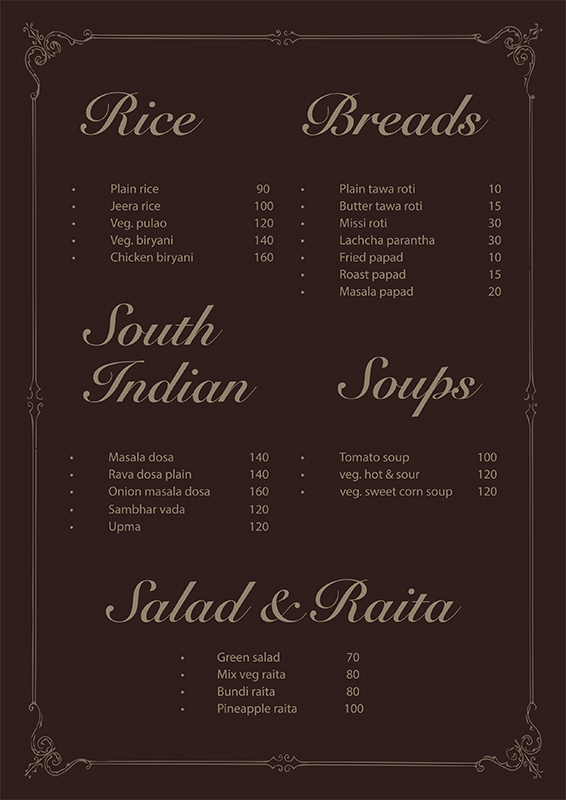 Rice
• Plain rice 90
• Jeera rice 100
• Veg. pulao 120
• Veg. biryani 140
• Chicken biryani 160
Breads
• Plain tawa roti 10
• Butter tawa roti 15
• Missi roti 30
• Lachcha parantha 30
• Fried papad 10
• Roast papad 15
• Masala papad 20
South
Indian
• Masala dosa 140
• Rava dosa plain 140
• Onion masala dosa 160
• Sambhar vada 120
• Upma 120
Soups
• Tomato soup 100
• veg. hot & sour 120
• veg. sweet corn soup 120
Salad & Raita
• Green salad 70
• Mix veg raita 80
• Bundi raita 80
• Pineapple raita 100